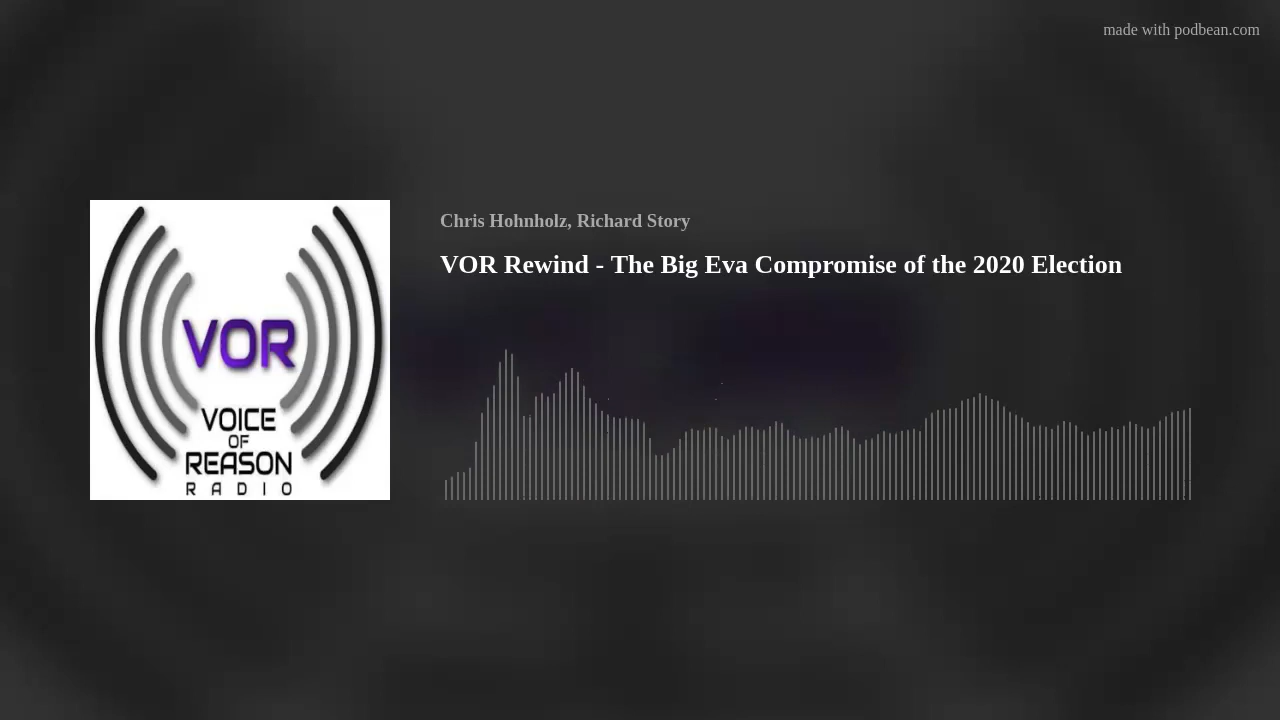 made with podbean.com
Chris Hohnholz, Richard Story
VOR Rewind - The Big Eva Compromise of the 2020 Election
VOR
VOICE
OF
REASON
RADIO